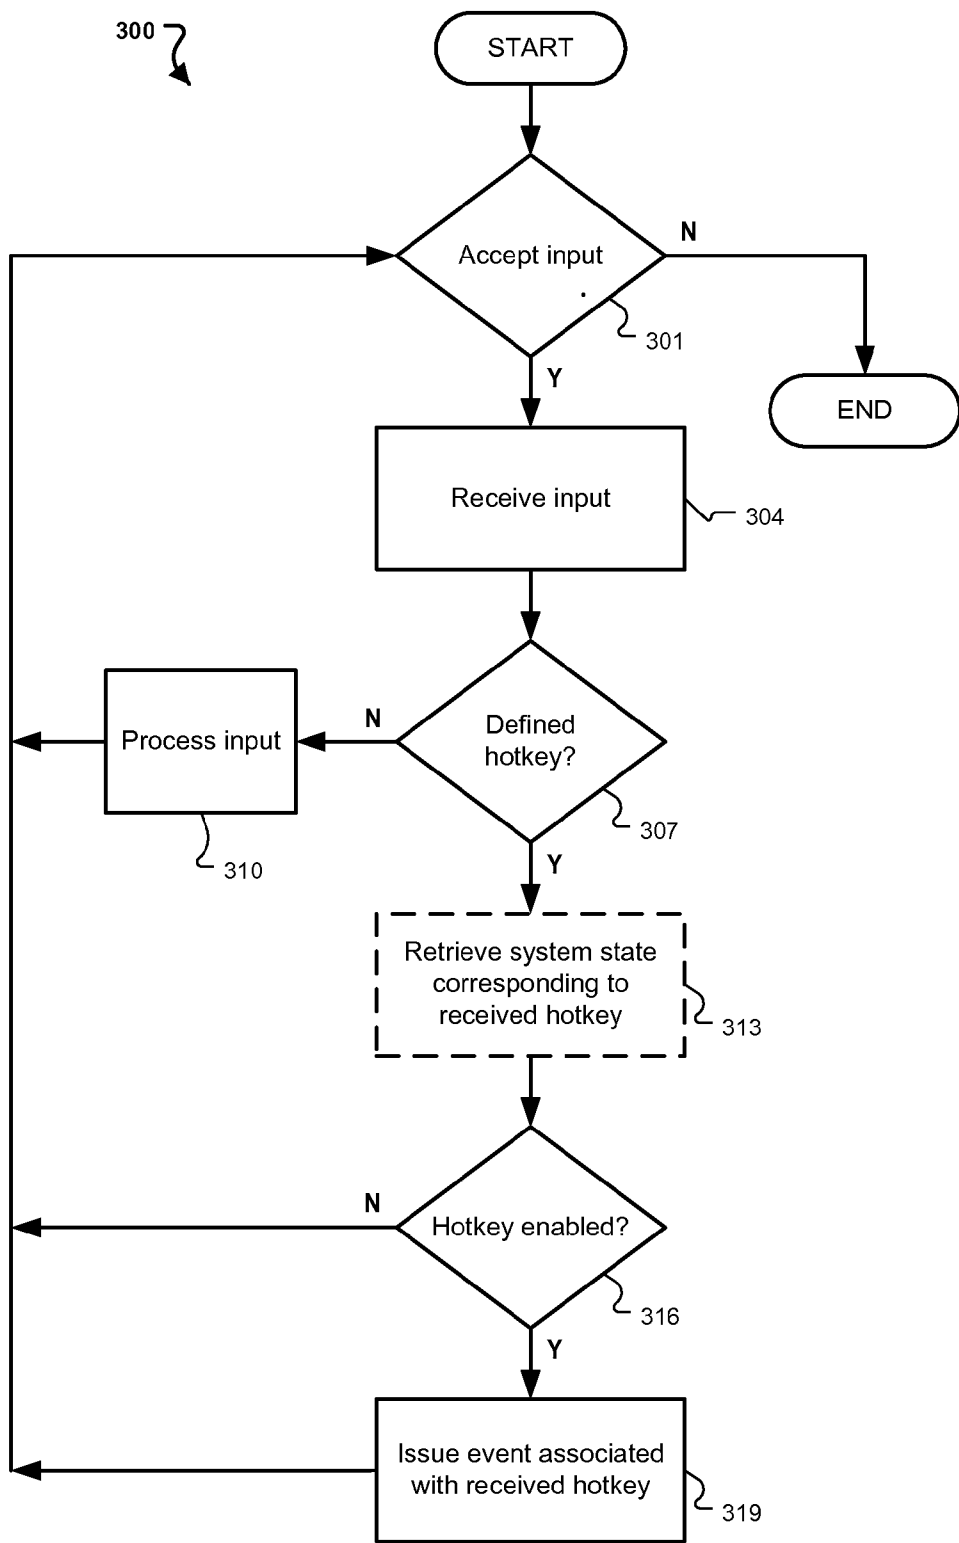 300
START
Accept input
N
301
Y
END
Receive input
304
Defined
hotkey?
N
307
Process input
310
Y
Retrieve system state
corresponding to
received hotkey
313
Hotkey enabled?
N
316
Y
Issue event associated
with received hotkey
319